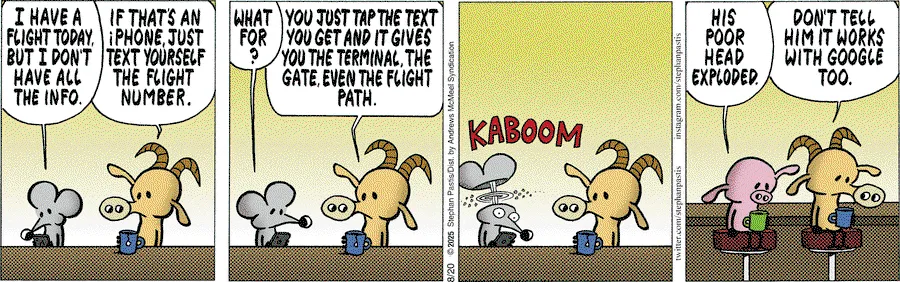 I HAVE A
FLIGHT TODAY,
BUT I DON'T
HAVE ALL
THE INFO.
IF THAT'S AN
iPHONE, JUST
TEXT YOURSELF
THE FLIGHT
NUMBER.
WHAT
FOR
?
YOU JUST TAP THE TEXT
YOU GET AND IT GIVES
YOU THE TERMINAL, THE
GATE, EVEN THE FLIGHT
PATH.
8/20 © 2025 Stephan Pastis/Dist. by Andrews McMeel Syndication
KABOOM
twitter.com/stephanpastis instagram.com/stephanpastis
HIS
POOR
HEAD
EXPLODED.
DON'T TELL
HIM IT WORKS
WITH GOOGLE
TOO.